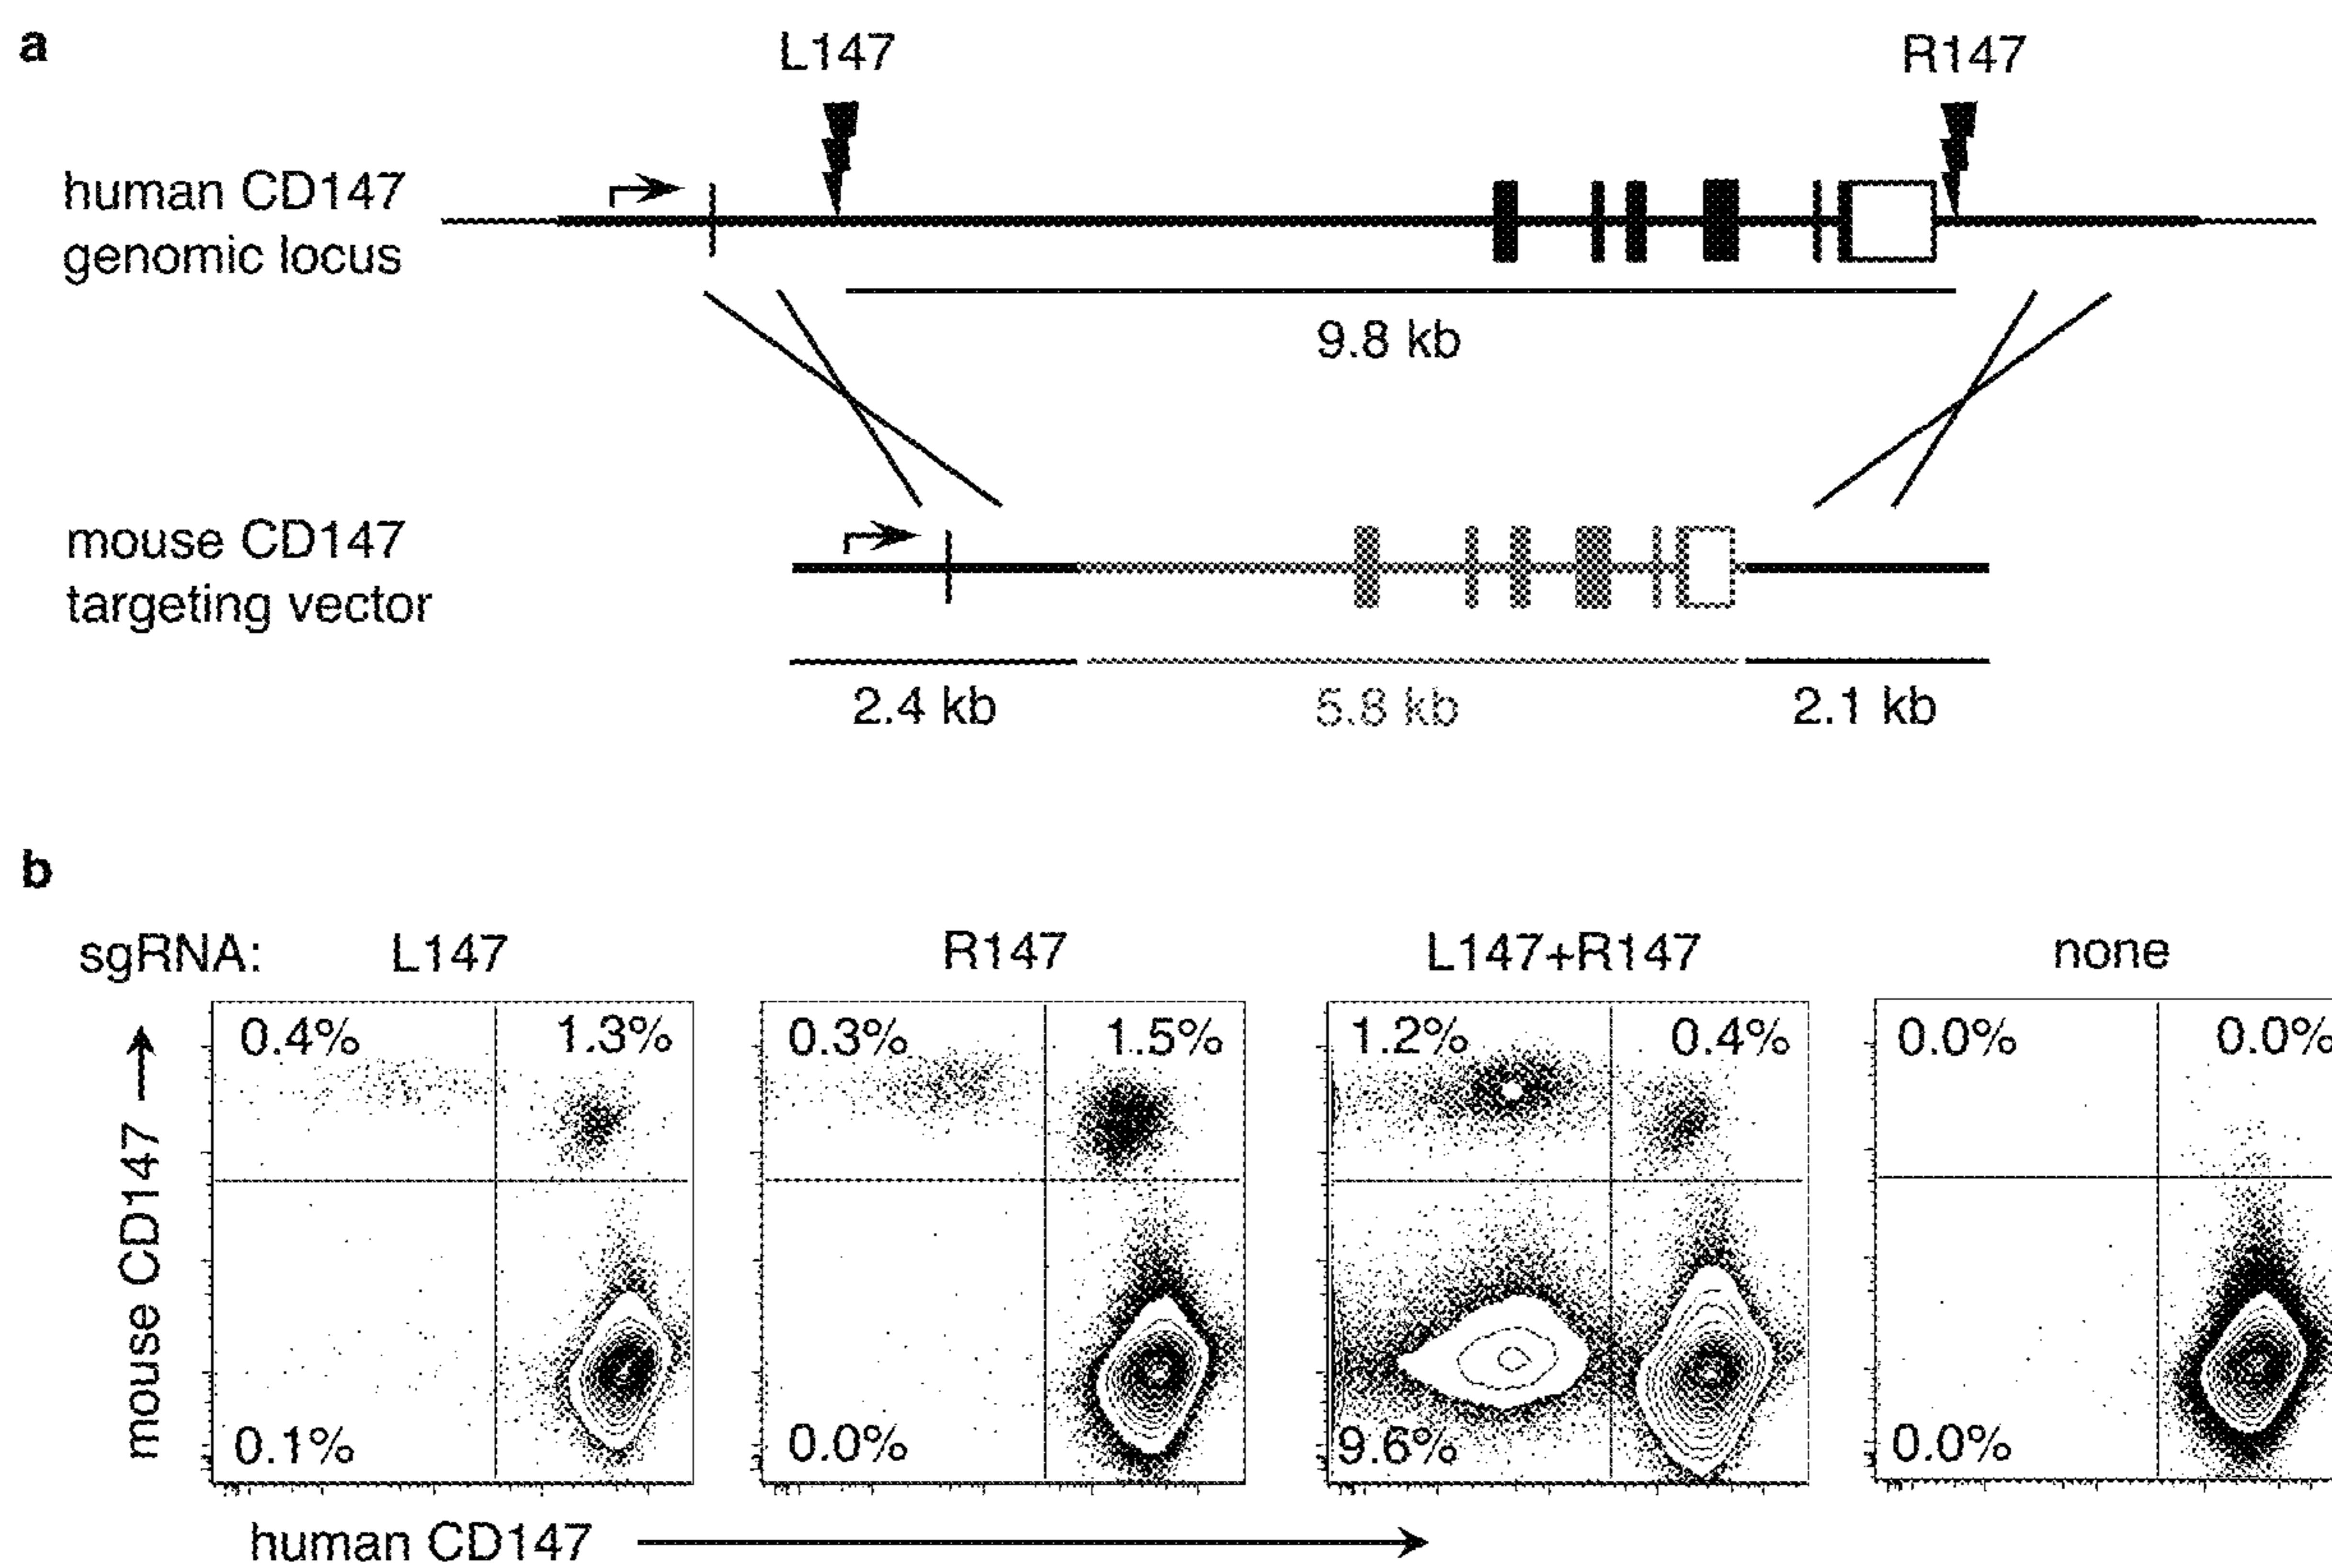 a
L147 R147
human CD147
genomic locus
9.8 kb
mouse CD147
targeting vector
2.4 kb 5.8 kb 2.1 kb
b
sgRNA: L147 R147 L147+R147 none
0.4% 1.3% 0.3% 1.5% 1.2% 0.4% 0.0% 0.0%
mouse CD147
0.1% 0.0% 9.6% 0.0%
human CD147